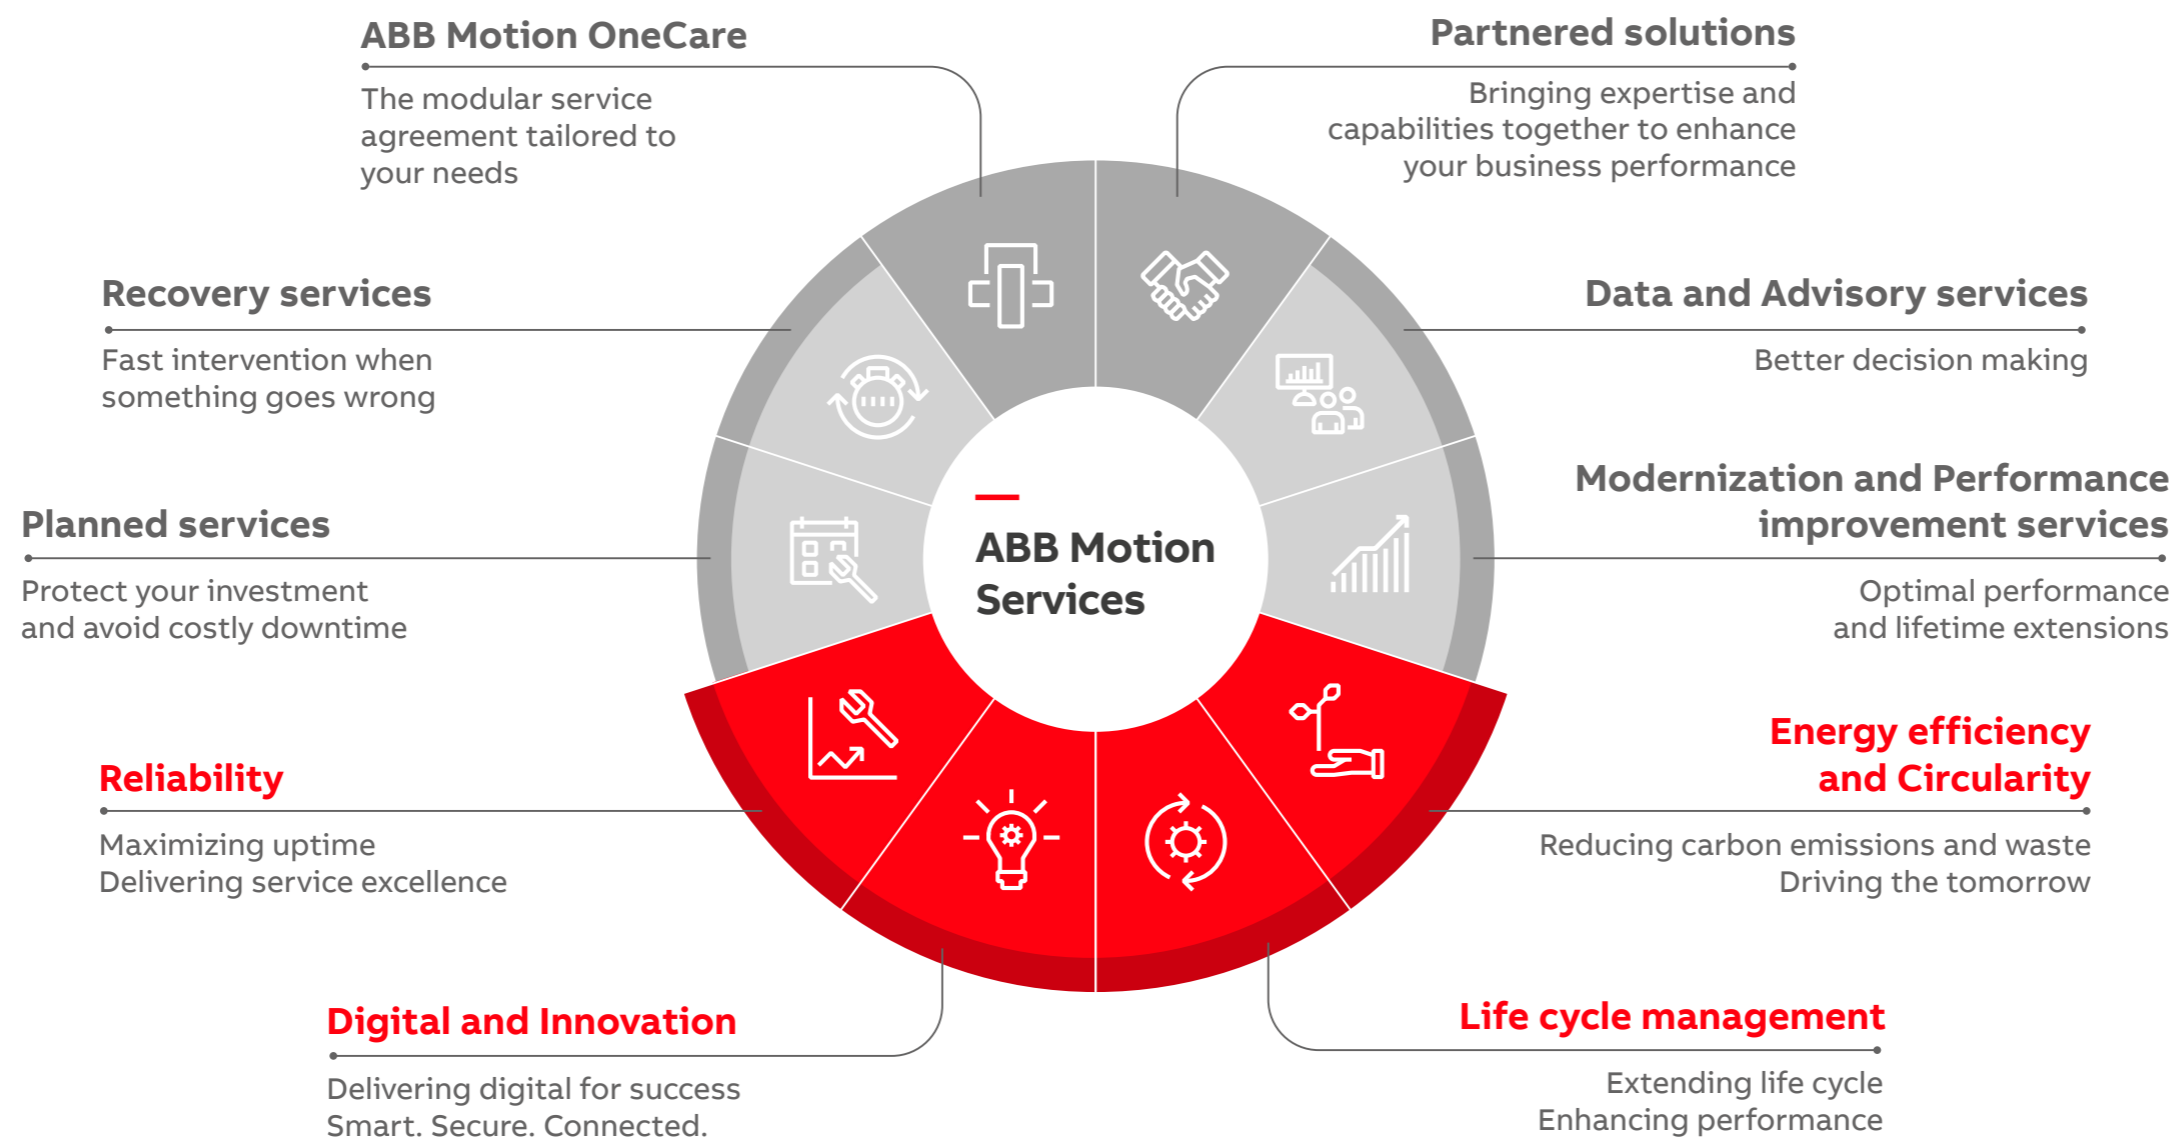 ABB Motion OneCare
The modular service
agreement tailored to
your needs
Partnered solutions
Bringing expertise and
capabilities together to enhance
your business performance
Recovery services
Fast intervention when
something goes wrong
Data and Advisory services
Better decision making
Planned services
Protect your investment
and avoid costly downtime
ABB Motion
Services
Modernization and Performance
improvement services
Optimal performance
and lifetime extensions
Reliability
Maximizing uptime
Delivering service excellence
Energy efficiency
and Circularity
Reducing carbon emissions and waste
Driving the tomorrow
Digital and Innovation
Delivering digital for success
Smart. Secure. Connected.
Life cycle management
Extending life cycle
Enhancing performance